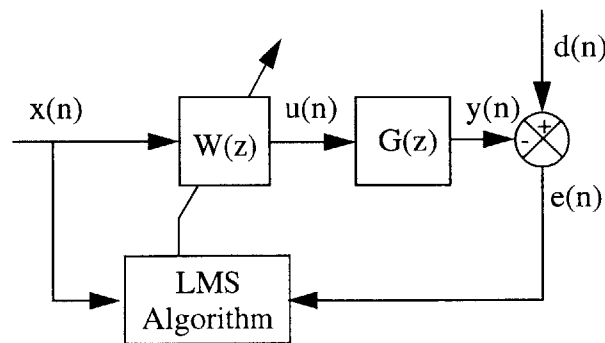 d(n)
x(n)
u(n)
y(n)
W(z)
G(z)
+
-
e(n)
LMS
Algorithm